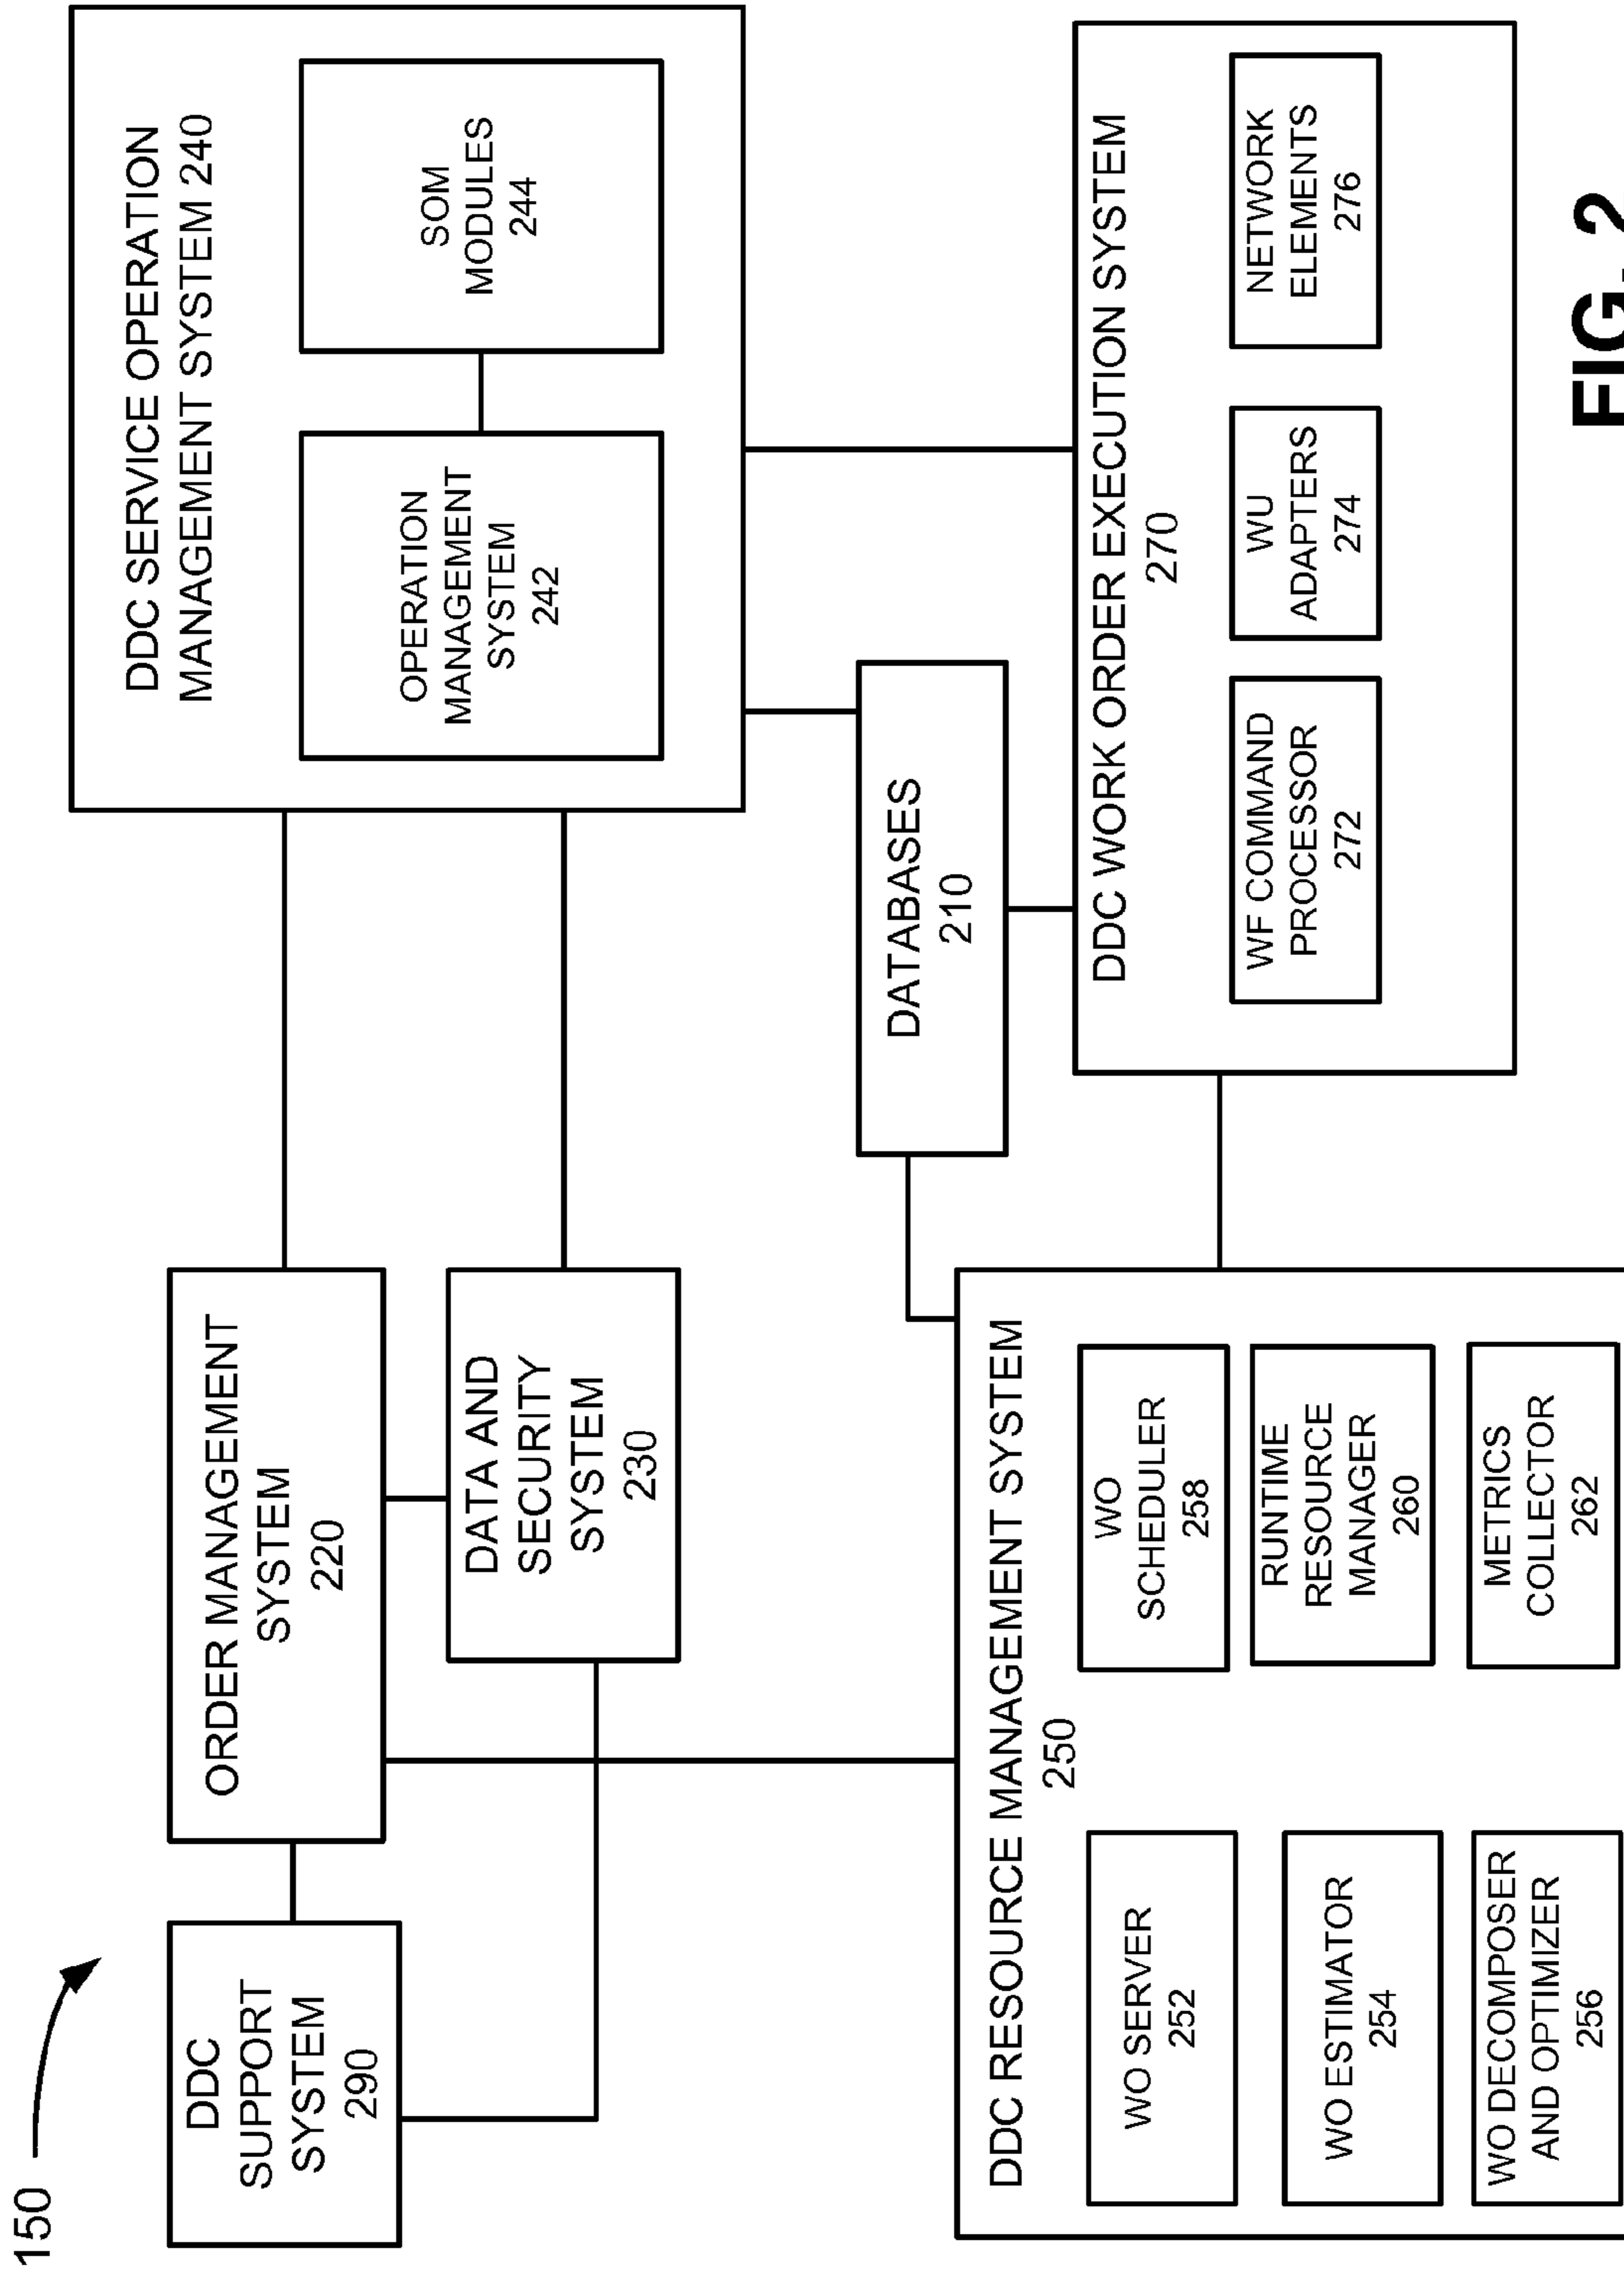 150
DDC
SUPPORT
SYSTEM
290
ORDER MANAGEMENT
SYSTEM
220
DATA AND
SECURITY
SYSTEM
230
DDC SERVICE OPERATION
MANAGEMENT SYSTEM 240
OPERATION
MANAGEMENT
SYSTEM
242
SOM
MODULES
244
DATABASES
210
DDC RESOURCE MANAGEMENT SYSTEM
250
WO SERVER
252
WO ESTIMATOR
254
WO DECOMPOSER
AND OPTIMIZER
256
WO
SCHEDULER
258
RUNTIME
RESOURCE
MANAGER
260
METRICS
COLLECTOR
262
DDC WORK ORDER EXECUTION SYSTEM
270
WF COMMAND
PROCESSOR
272
WU
ADAPTERS
274
NETWORK
ELEMENTS
276
FIG. 2